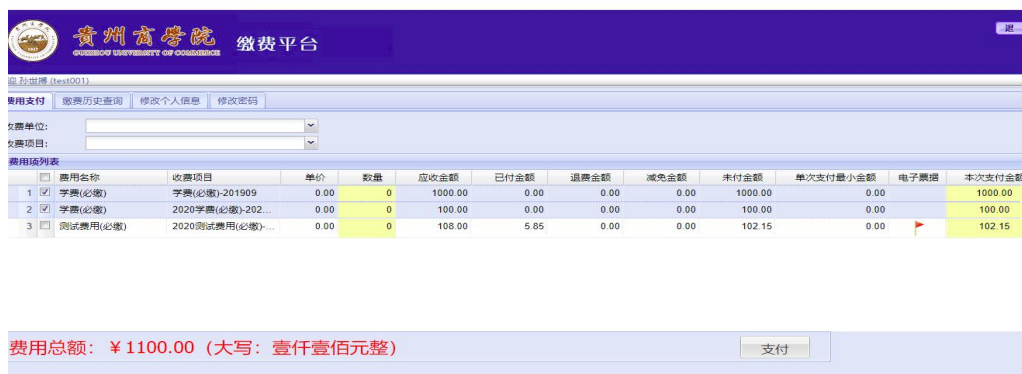 贵州商学院 缴费平台
GUIZHOU UNIVERSITY OF COMMERCE
迎 孙世搏 (test001)
费用支付 缴费历史查询 修改个人信息 修改密码
收费单位:
收费项目:
费用项列表
费用名称 收费项目 单价 数量 应收金额 已付金额 退费金额 减免金额 未付金额 单次支付最小金额 电子票据 本次支付金额
1 学费(必缴) 学费(必缴)-201909 0.00 0 1000.00 0.00 0.00 0.00 1000.00 0.00 1000.00
2 学费(必缴) 2020学费(必缴)-202... 0.00 0 100.00 0.00 0.00 0.00 100.00 0.00 100.00
3 测试费用(必缴) 2020测试费用(必缴)-... 0.00 0 108.00 5.85 0.00 0.00 102.15 0.00 102.15
费用总额: ¥1100.00 (大写: 壹仟壹佰元整)
支付